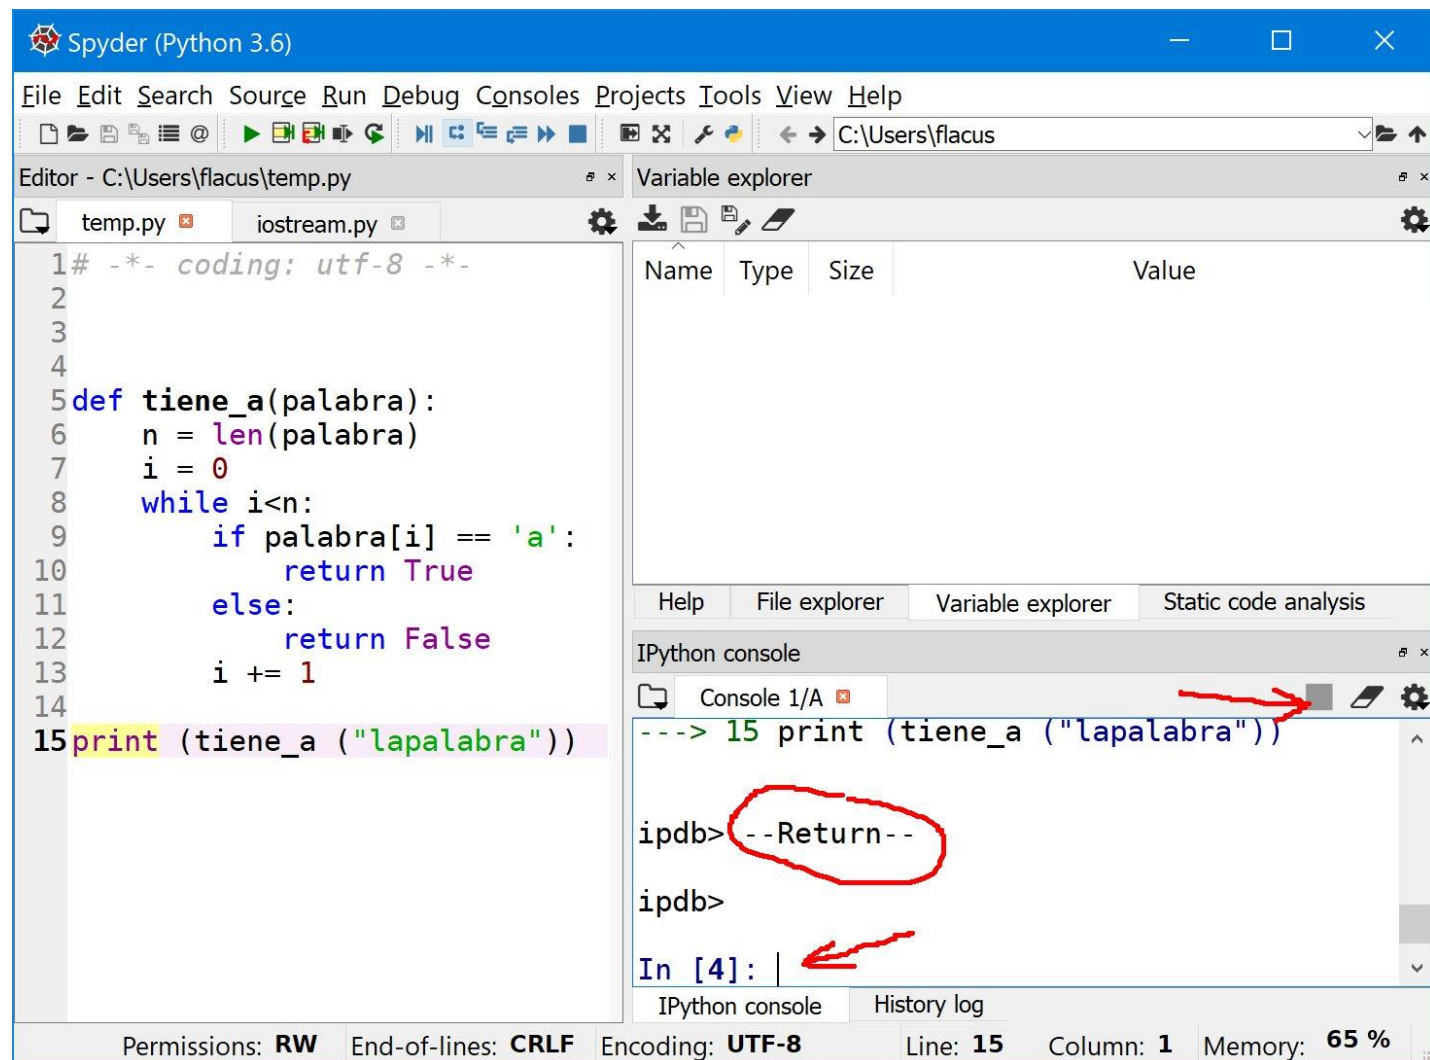 Spyder (Python 3.6)
File Edit Search Source Run Debug Consoles Projects Tools View Help
C:\Users\flacus
Editor - C:\Users\flacus\temp.py
temp.py
iostream.py
1 # -*- coding: utf-8 -*-
2
3
4
5 def tiene_a(palabra):
6     n = len(palabra)
7     i = 0
8     while i<n:
9         if palabra[i] == 'a':
10             return True
11         else:
12             return False
13         i += 1
14
15 print (tiene_a ("lapalabra"))
Variable explorer
Name Type Size Value
Help File explorer Variable explorer Static code analysis
IPython console
Console 1/A
---> 15 print (tiene_a ("lapalabra"))
ipdb> --Return--
ipdb>
In [4]:
IPython console History log
Permissions: RW End-of-lines: CRLF Encoding: UTF-8 Line: 15 Column: 1 Memory: 65 %